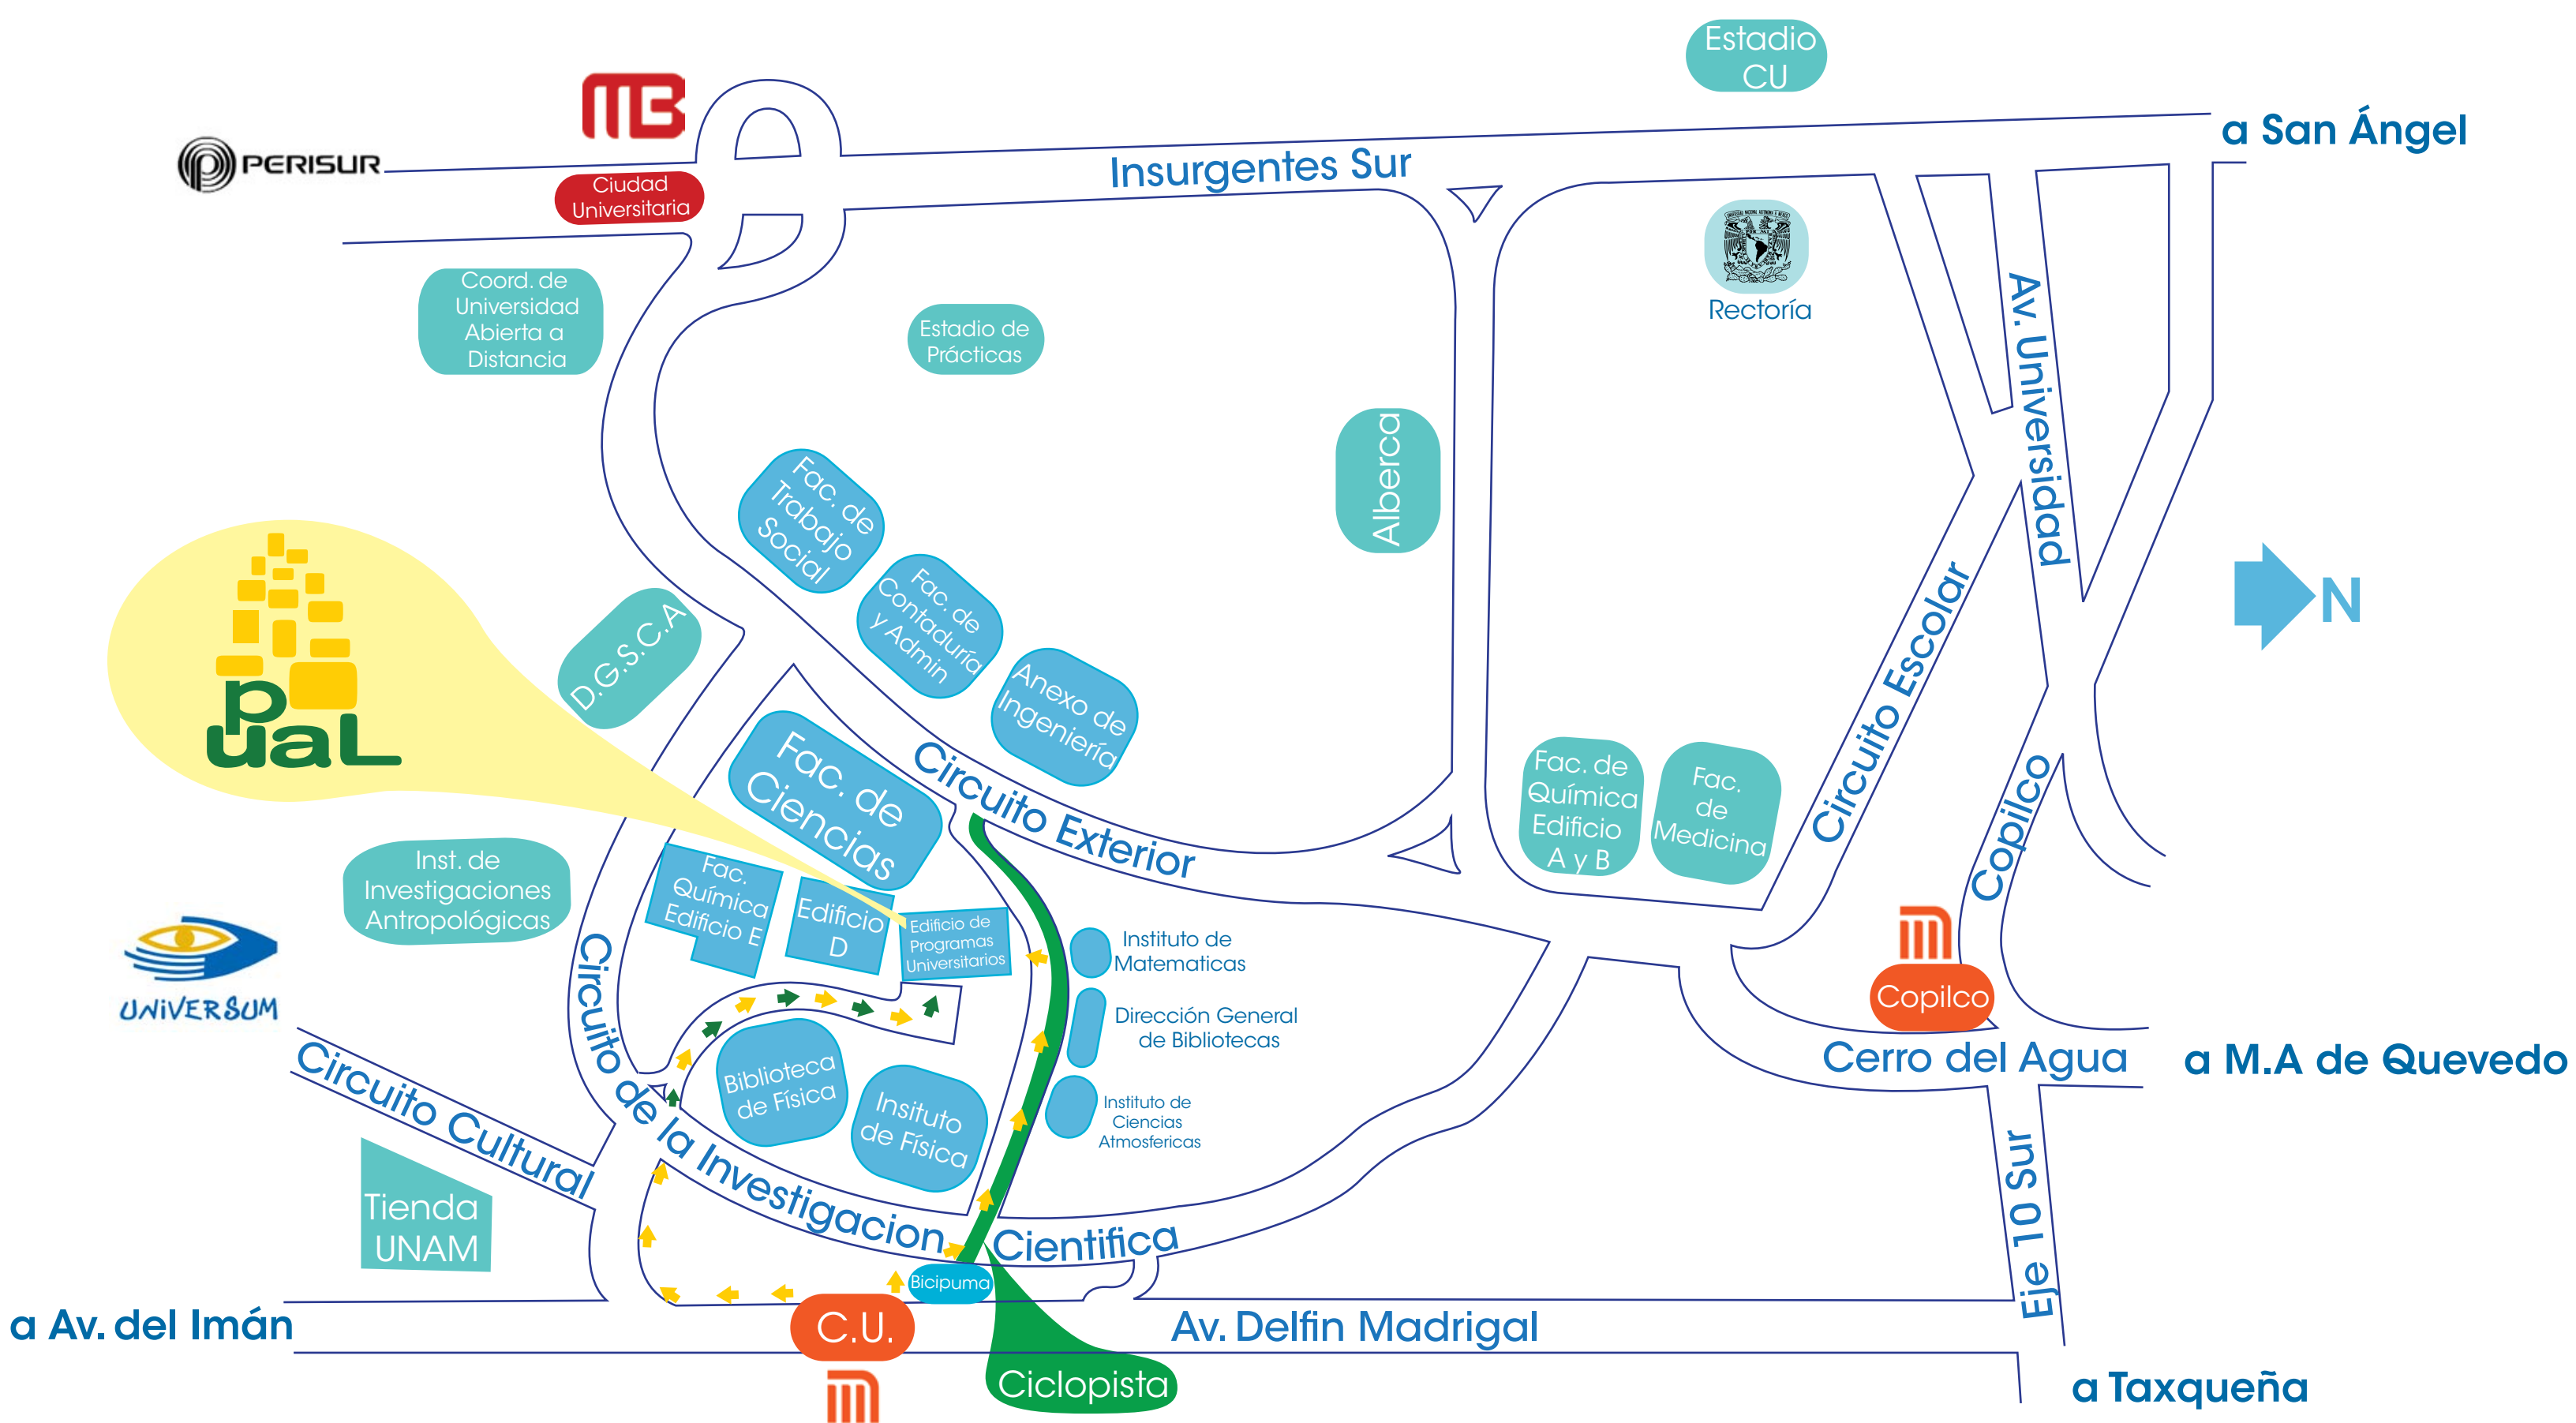 Estadio
CU
a San Ángel
PERISUR
Ciudad
Universitaria
Insurgentes Sur
Rectoría
Coord. de
Universidad
Abierta a
Distancia
Estadio de
Prácticas
Av. Universidad
Alberca
Fac. de
Trabajo
Social
Fac. de
Contaduría
y Admin
Anexo de
Ingeniería
N
D.G.S.C.A
pual
Circuito Escolar
Fac. de
Ciencias
Circuito Exterior
Fac. de
Química
Edificio
A y B
Fac.
de
Medicina
Copilco
Inst. de
Investigaciones
Antropológicas
Fac.
Química
Edificio E
Edificio
D
Edificio de
Programas
Universitarios
Instituto de
Matematicas
UNIVERSUM
Copilco
Dirección General
de Bibliotecas
Cerro del Agua
a M.A de Quevedo
Circuito Cultural
Biblioteca
de Física
Insituto
de Física
Instituto de
Ciencias
Atmosfericas
Circuito de la Investigacion Cientifica
Tienda
UNAM
Eje 10 Sur
Bicipuma
a Av. del Imán
C.U.
Av. Delfin Madrigal
Ciclopista
a Taxqueña